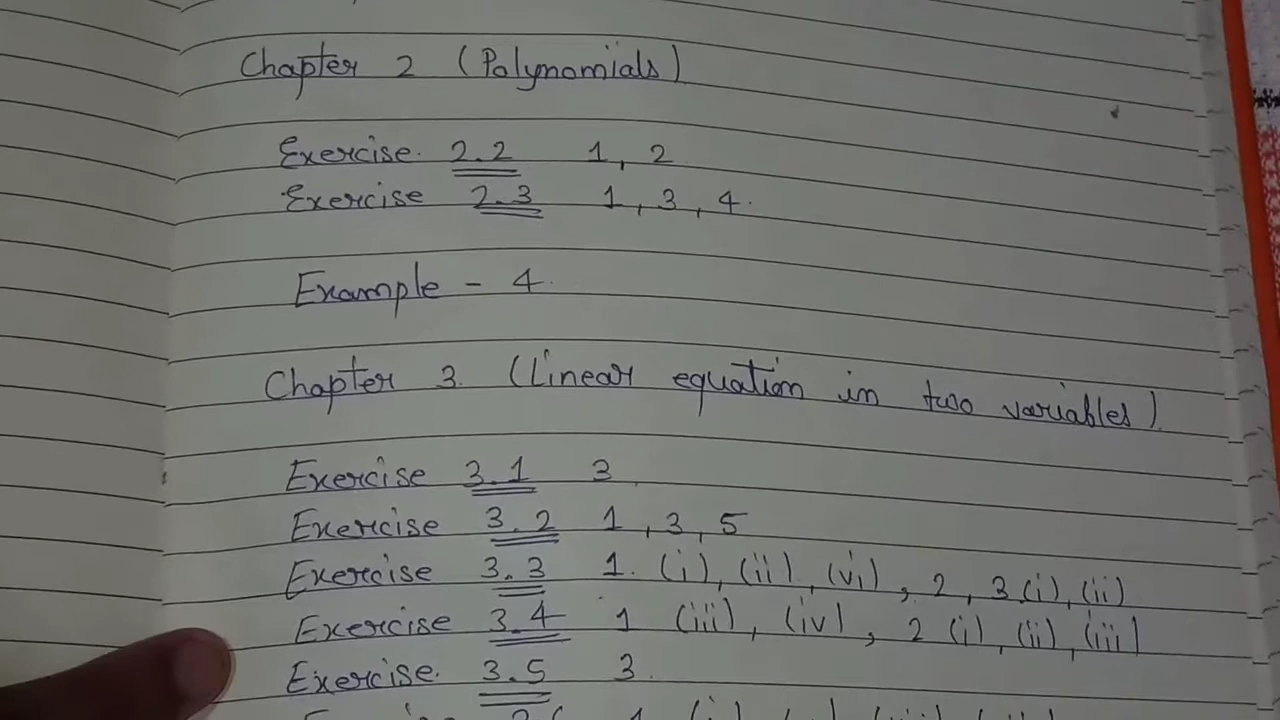 Chapter 2 (Polynomials)
Exercise. 2.2 1, 2
Exercise 2.3 1, 3, 4.
Example - 4.
Chapter 3. (Linear equation in two variables).
Exercise 3.1 3
Exercise 3.2 1, 3, 5
Exercise 3.3 1. (i), (ii), (vi), 2, 3 (i), (ii)
Exercise 3.4 1 (iii), (iv), 2 (i), (ii), (iii)
Exercise. 3.5 3.